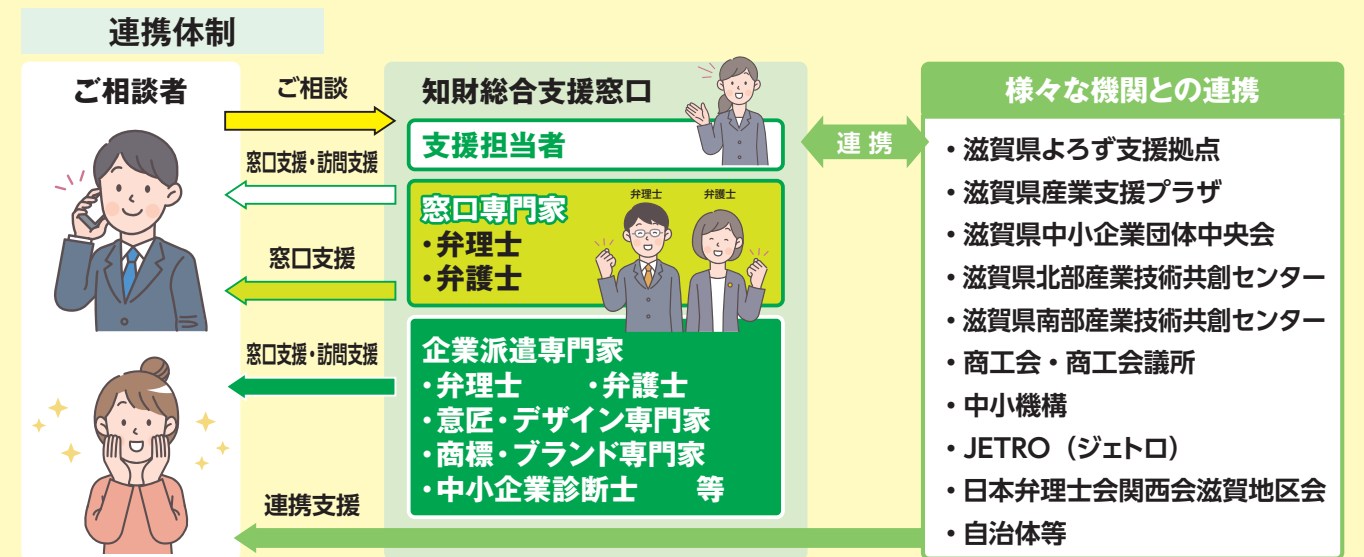 連携体制
ご相談者
ご相談
窓口支援・訪問支援
窓口支援
窓口支援・訪問支援
連携支援
知財総合支援窓口
支援担当者
窓口専門家
・弁理士
・弁護士
弁理士
弁護士
企業派遣専門家
・弁理士 ・弁護士
・意匠・デザイン専門家
・商標・ブランド専門家
・中小企業診断士 等
連携
様々な機関との連携
・滋賀県よろず支援拠点
・滋賀県産業支援プラザ
・滋賀県中小企業団体中央会
・滋賀県北部産業技術共創センター
・滋賀県南部産業技術共創センター
・商工会・商工会議所
・中小機構
・JETRO（ジェトロ）
・日本弁理士会関西会滋賀地区会
・自治体等